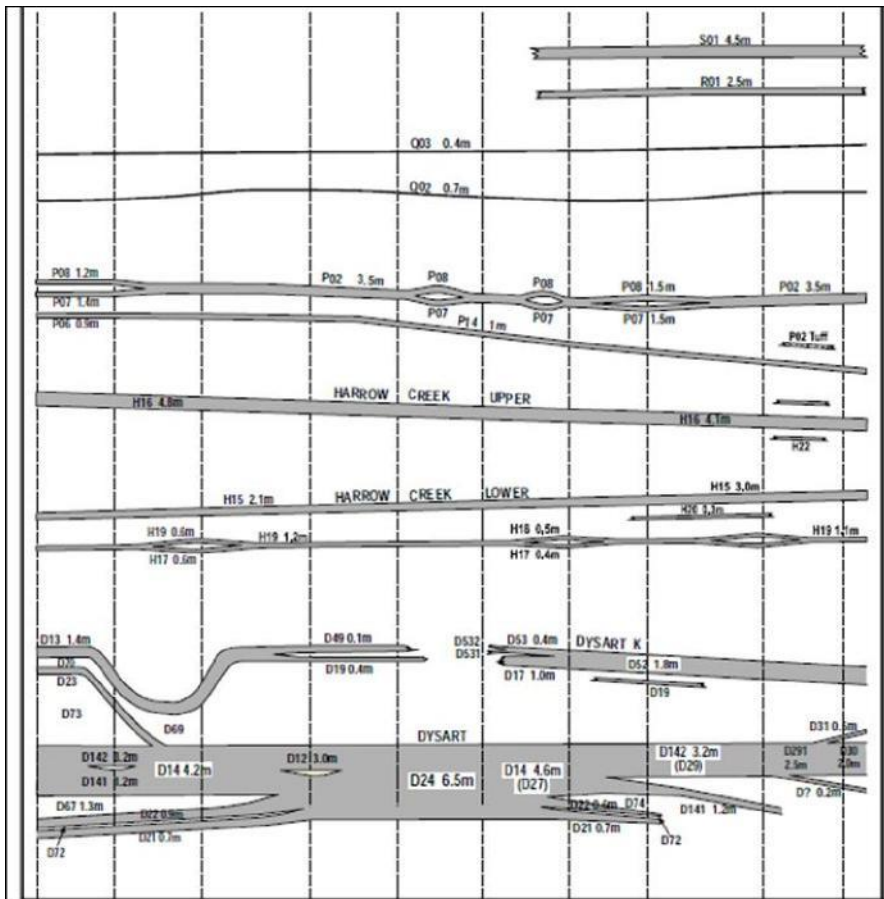 S01 4.5m
R01 2.5m
Q03 0.4m
Q02 0.7m
P08 1.2m
P02 3.5m
P08
P08
P08 1.5m
P02 3.5m
P07 1.4m
P07
P07
P07 1.5m
P06 0.9m
P14 1m
P02 Tuff
HARROW CREEK UPPER
H16 4.8m
H16 4.1m
H22
H15 2.1m
HARROW CREEK LOWER
H15 3.0m
H20 0.3m
H19 0.6m
H19 1.2m
H18 0.5m
H19 1.1m
H17 0.6m
H17 0.4m
D13 1.4m
D49 0.1m
D532
D53 0.4m
DYSART K
D531
D70
D19 0.4m
D52 1.8m
D23
D17 1.0m
D19
D73
D69
D31 0.6m
DYSART
D142 0.2m
D12 3.0m
D142 3.2m
D291
D30
D14 4.2m
D14 4.6m
(D29)
2.5m
2.0m
D141 4.2m
D24 6.5m
(D27)
D? 0.2m
D67 1.3m
D22 0.9m
D22 0.6m
D74
D141 1.2m
D21 0.7m
D21 0.7m
D72
D72